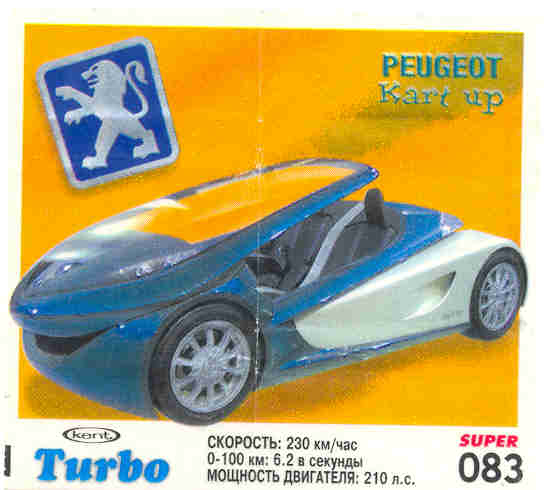 PEUGEOT
Kart up
kent
Turbo
СКОРОСТЬ: 230 км/час
0-100 км: 6.2 в секунды
МОЩНОСТЬ ДВИГАТЕЛЯ: 210 л.с.
SUPER
083